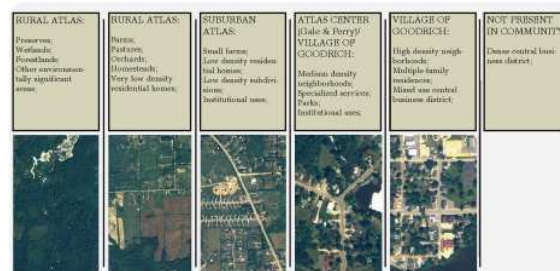 RURAL ATLAS:
Preserves;
Wetlands;
Forestlands;
Other environmen-
tally significant
areas;
RURAL ATLAS:
Farms;
Pastures;
Orchards;
Homesteads;
Very low density
residential homes;
SUBURBAN
ATLAS:
Small farms;
Low density residen-
tial homes;
Low density subdivi-
sions;
Institutional uses;
ATLAS CENTER
(Gale & Perry)/
VILLAGE OF
GOODRICH:
Medium density
neighborhoods;
Specialized services;
Parks;
Institutional uses;
VILLAGE OF
GOODRICH:
High density neigh-
borhoods;
Multiple-family
residences;
Mixed use central
business district;
NOT PRESENT
IN COMMUNITY
Dense central busi-
ness district;